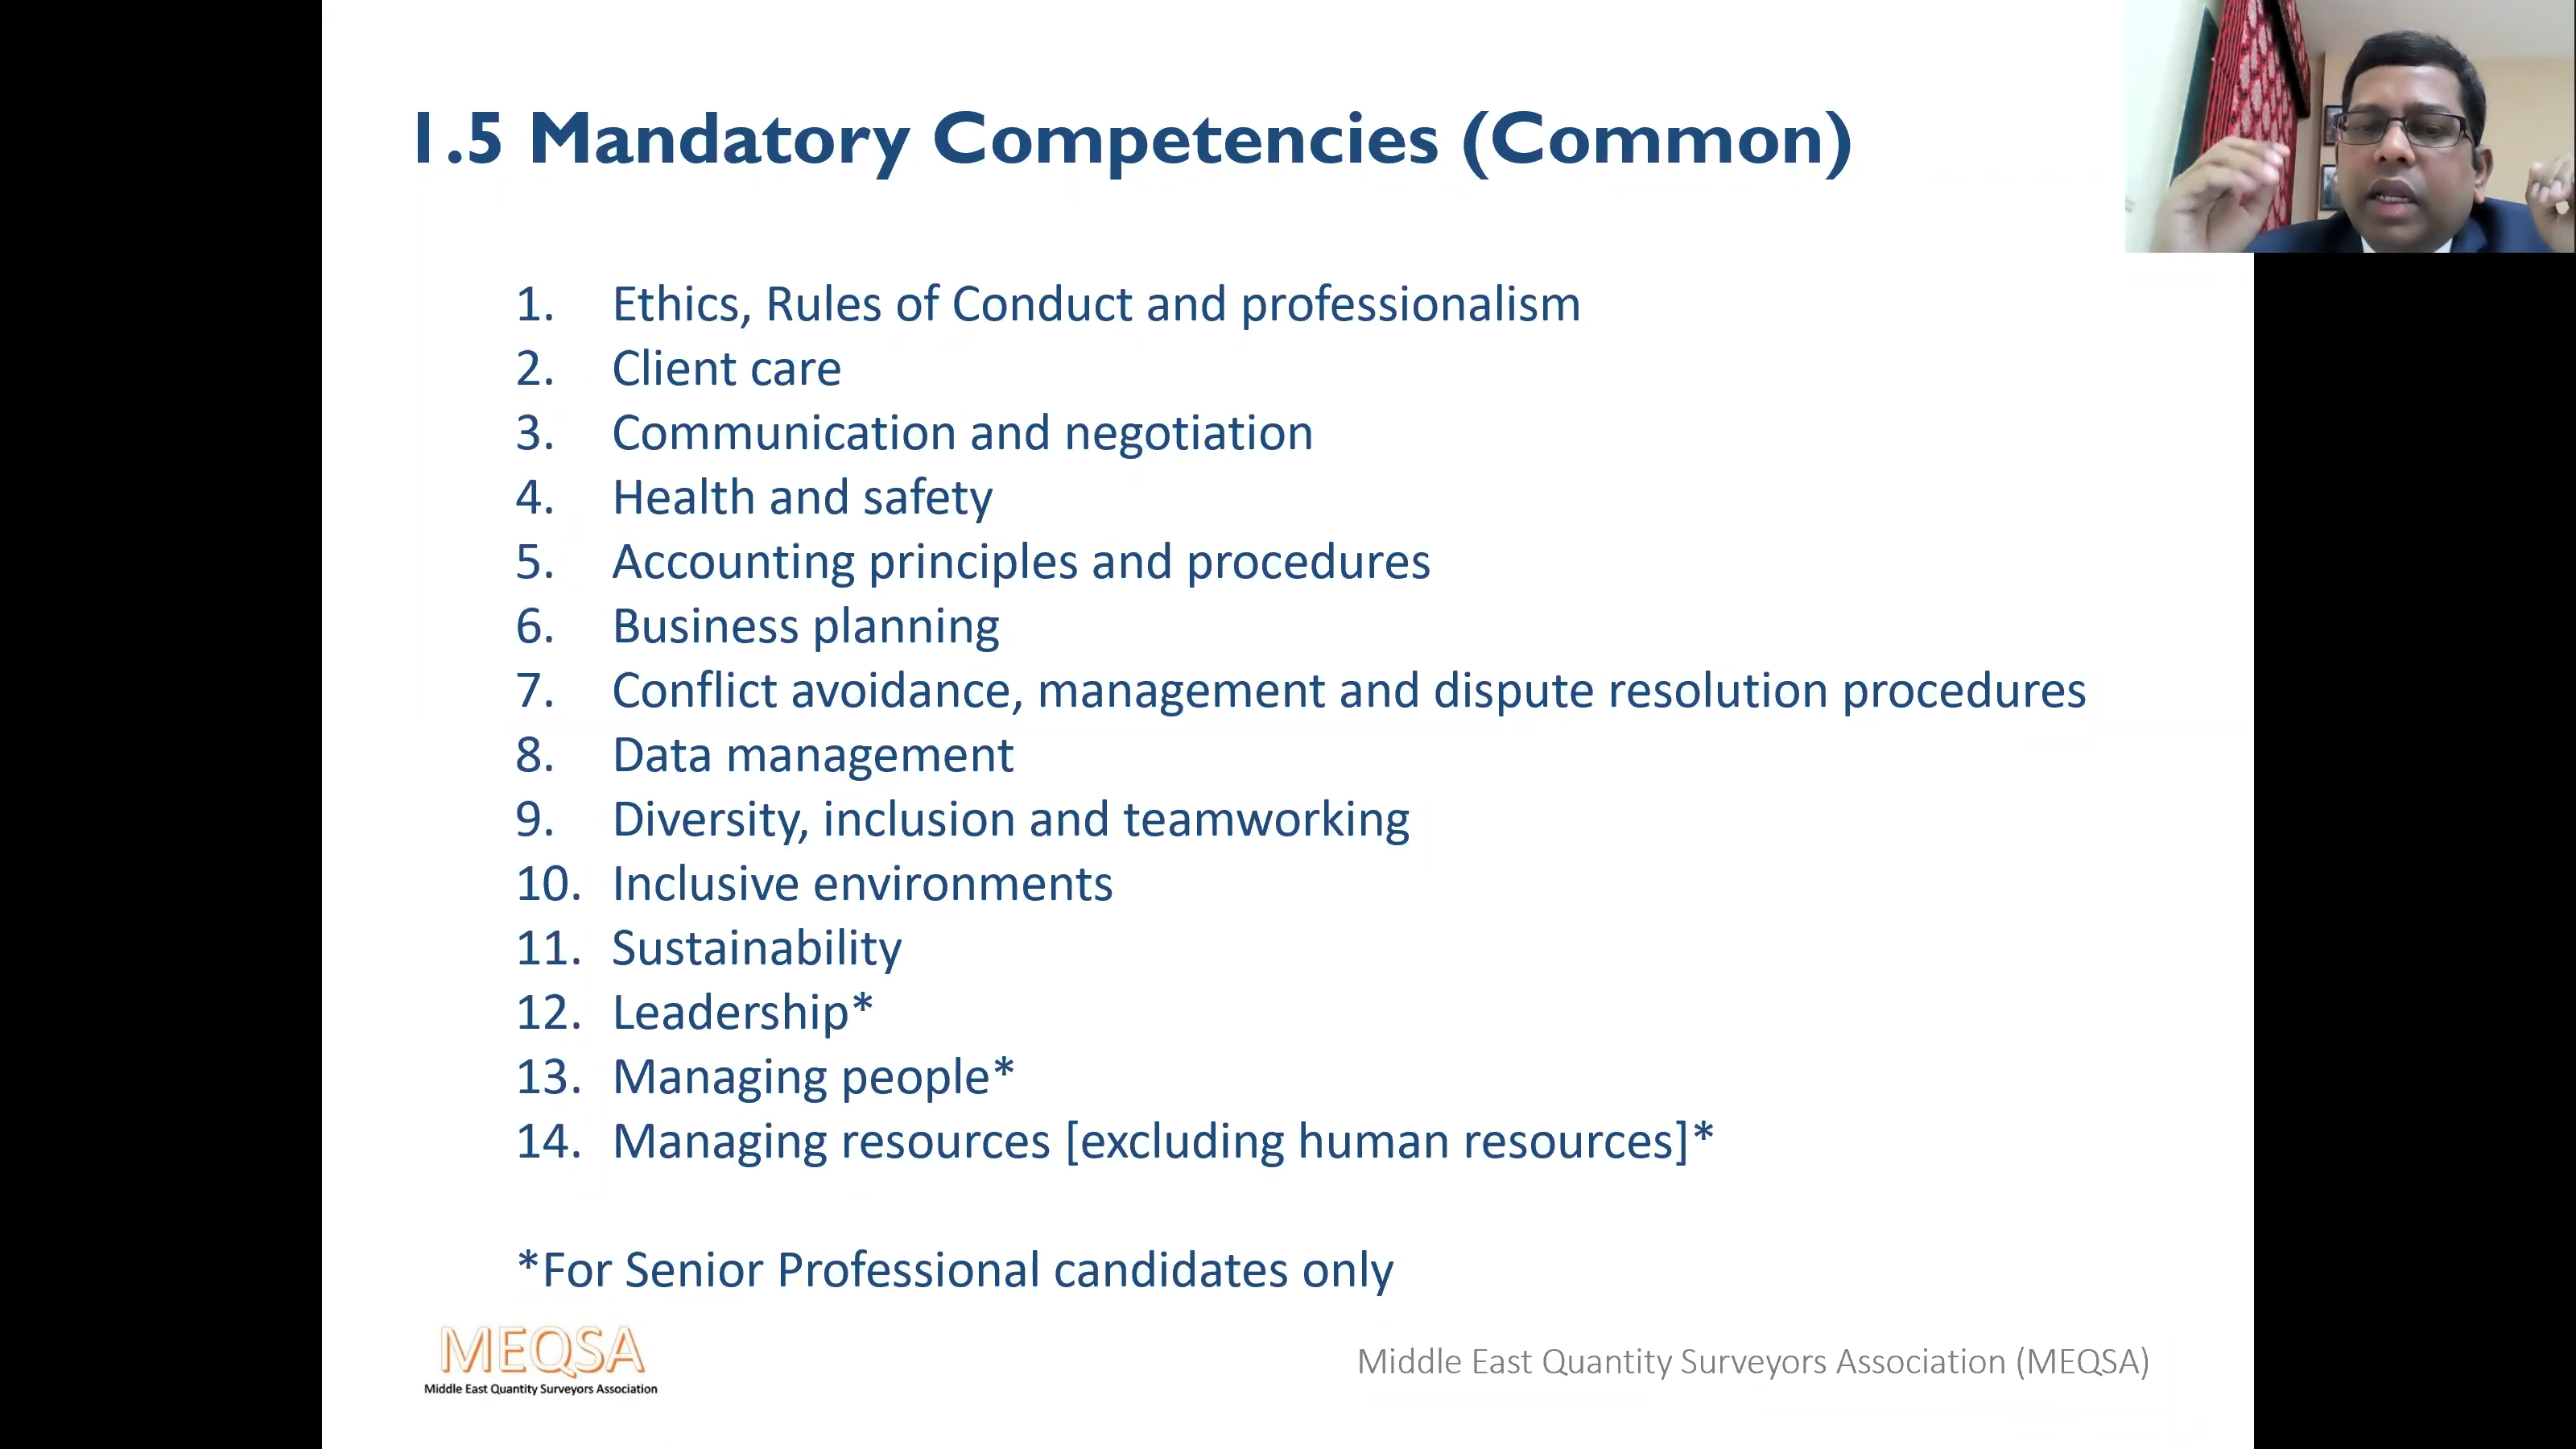 1.5 Mandatory Competencies (Common)
1. Ethics, Rules of Conduct and professionalism
2. Client care
3. Communication and negotiation
4. Health and safety
5. Accounting principles and procedures
6. Business planning
7. Conflict avoidance, management and dispute resolution procedures
8. Data management
9. Diversity, inclusion and teamworking
10. Inclusive environments
11. Sustainability
12. Leadership*
13. Managing people*
14. Managing resources [excluding human resources]*
*For Senior Professional candidates only
MEQSA
Middle East Quantity Surveyors Association
Middle East Quantity Surveyors Association (MEQSA)